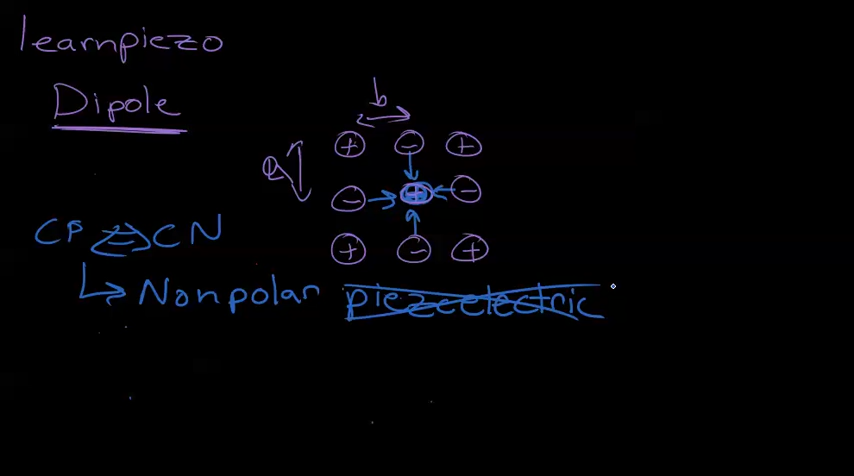 learnpiezo
Dipole
b
+ - +
a
- + -
+ - +
CP ⇔ CN
↳ Nonpolar piezoelectric